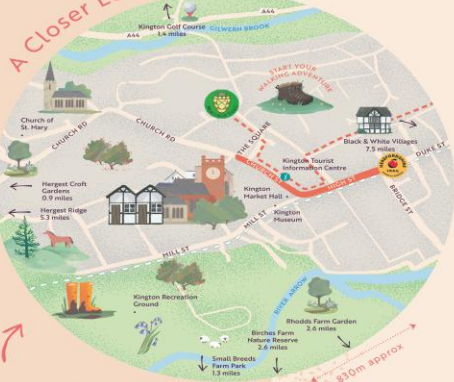 A Closer L
A44
Kington Golf Course
1.4 miles
GILWERN BROOK
A44
A44
START YOUR
WALKING ADVENTURE
Church of
St. Mary
CHURCH RD
CHURCH RD
THE SQUARE
Black & White Villages
7.5 miles
DUKE ST
Kington Tourist
Information Centre
CHURCH
HIGH ST
BRIDGE ST
Hergest Croft
Gardens
0.9 miles
Hergest Ridge
5.3 miles
Kington
Market Hall
Kington
Museum
MILL ST
MILL ST
Kington Recreation
Ground
RIVER ARROW
Rhodds Farm Garden
2.6 miles
Birches Farm
Nature Reserve
2.6 miles
Small Breeds
Farm Park
1.3 miles
830m approx